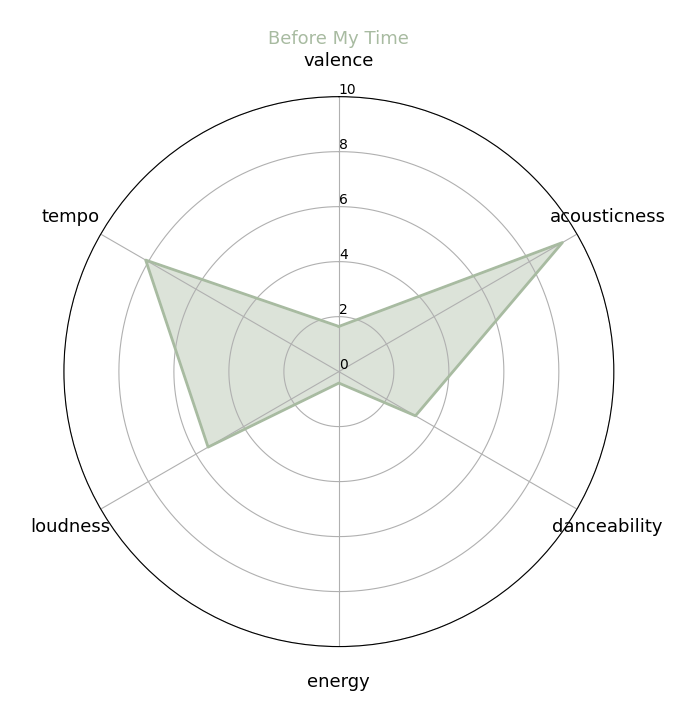 Before My Time
valence
10
8
tempo
acousticness
6
4
2
0
loudness
danceability
energy